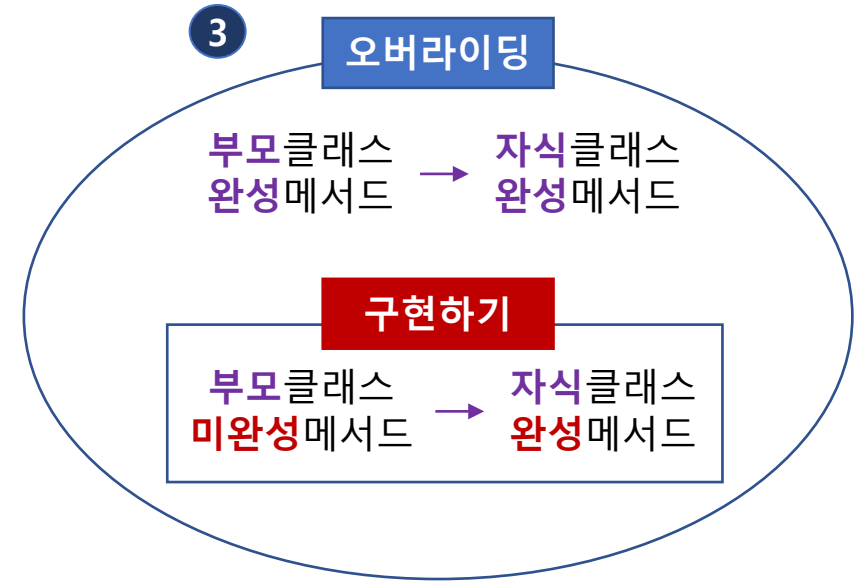 3
오버라이딩
부모클래스 → 자식클래스
완성메서드 완성메서드
구현하기
부모클래스 → 자식클래스
미완성메서드 완성메서드